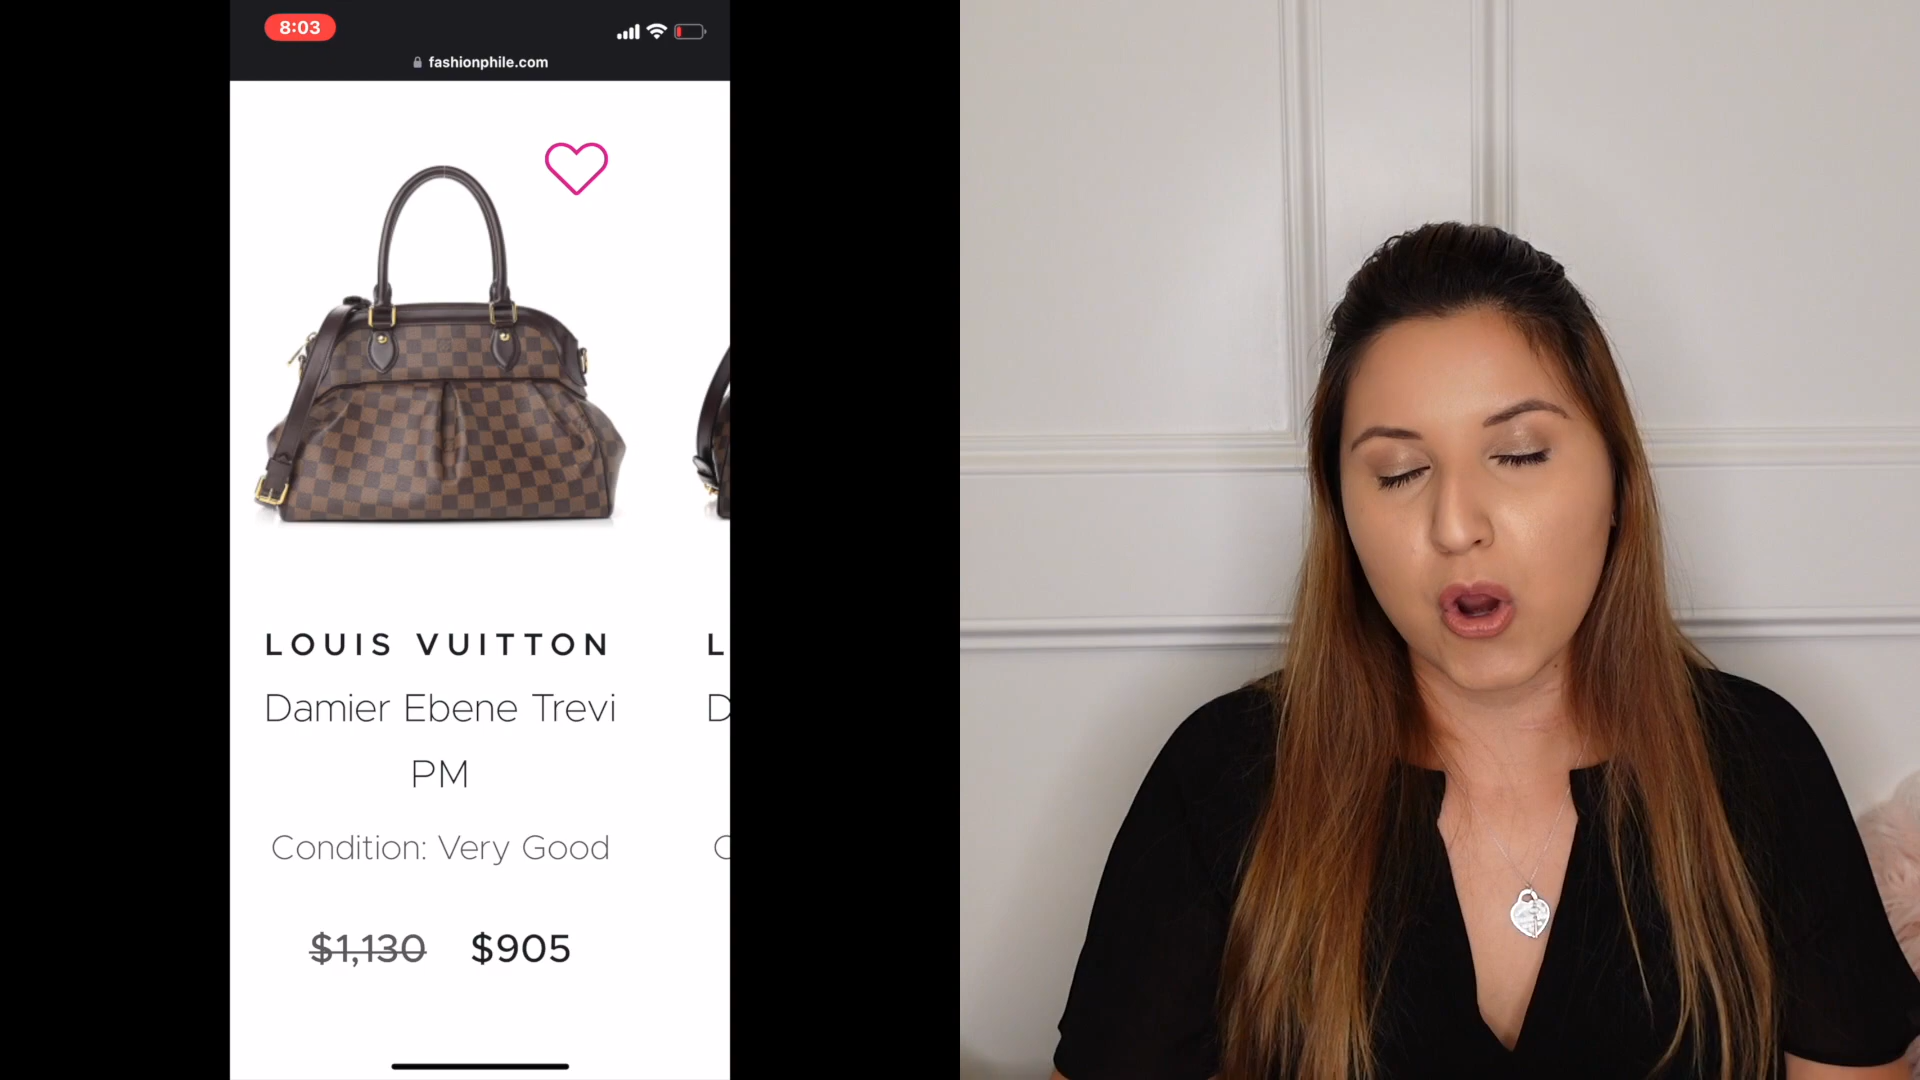 8:03
fashionphile.com
LOUIS VUITTON
L
Damier Ebene Trevi
D
PM
Condition: Very Good
C
$1,130 $905